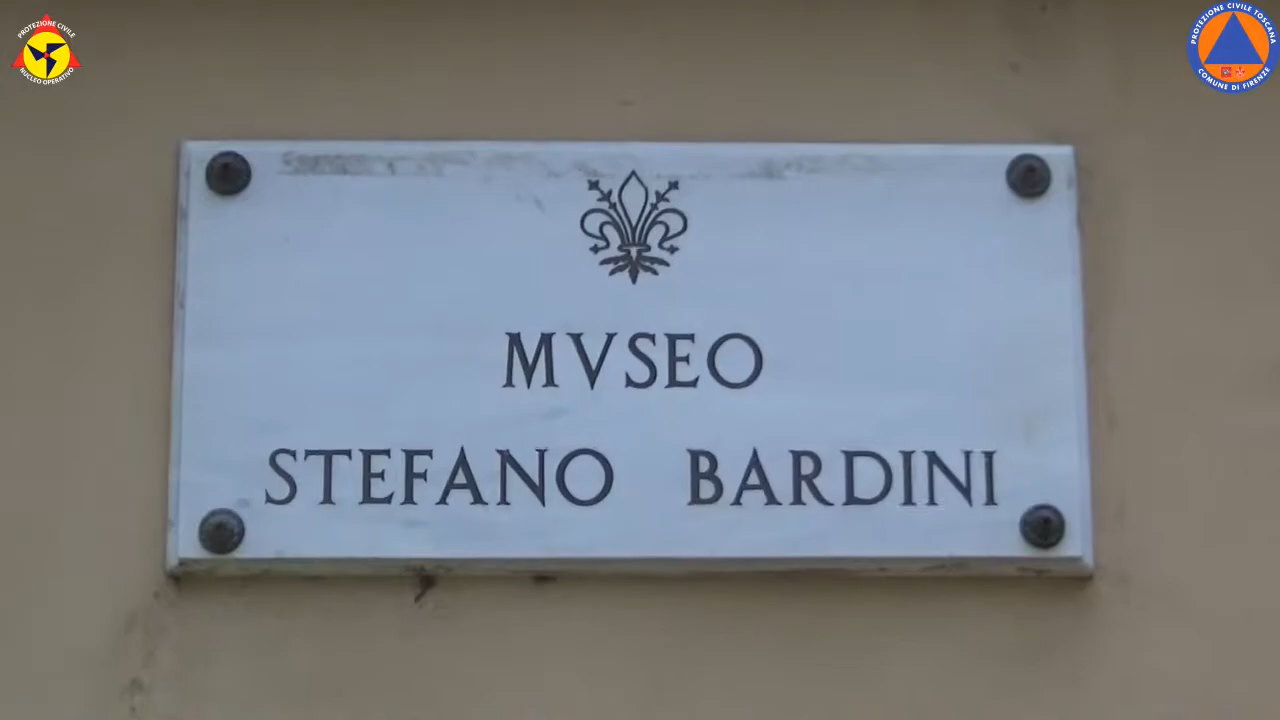 PROTEZIONE CIVILE
NUCLEO OPERATIVO
PROTEZIONE CIVILE TOSCANA
COMUNE DI FIRENZE
MVSEO
STEFANO BARDINI